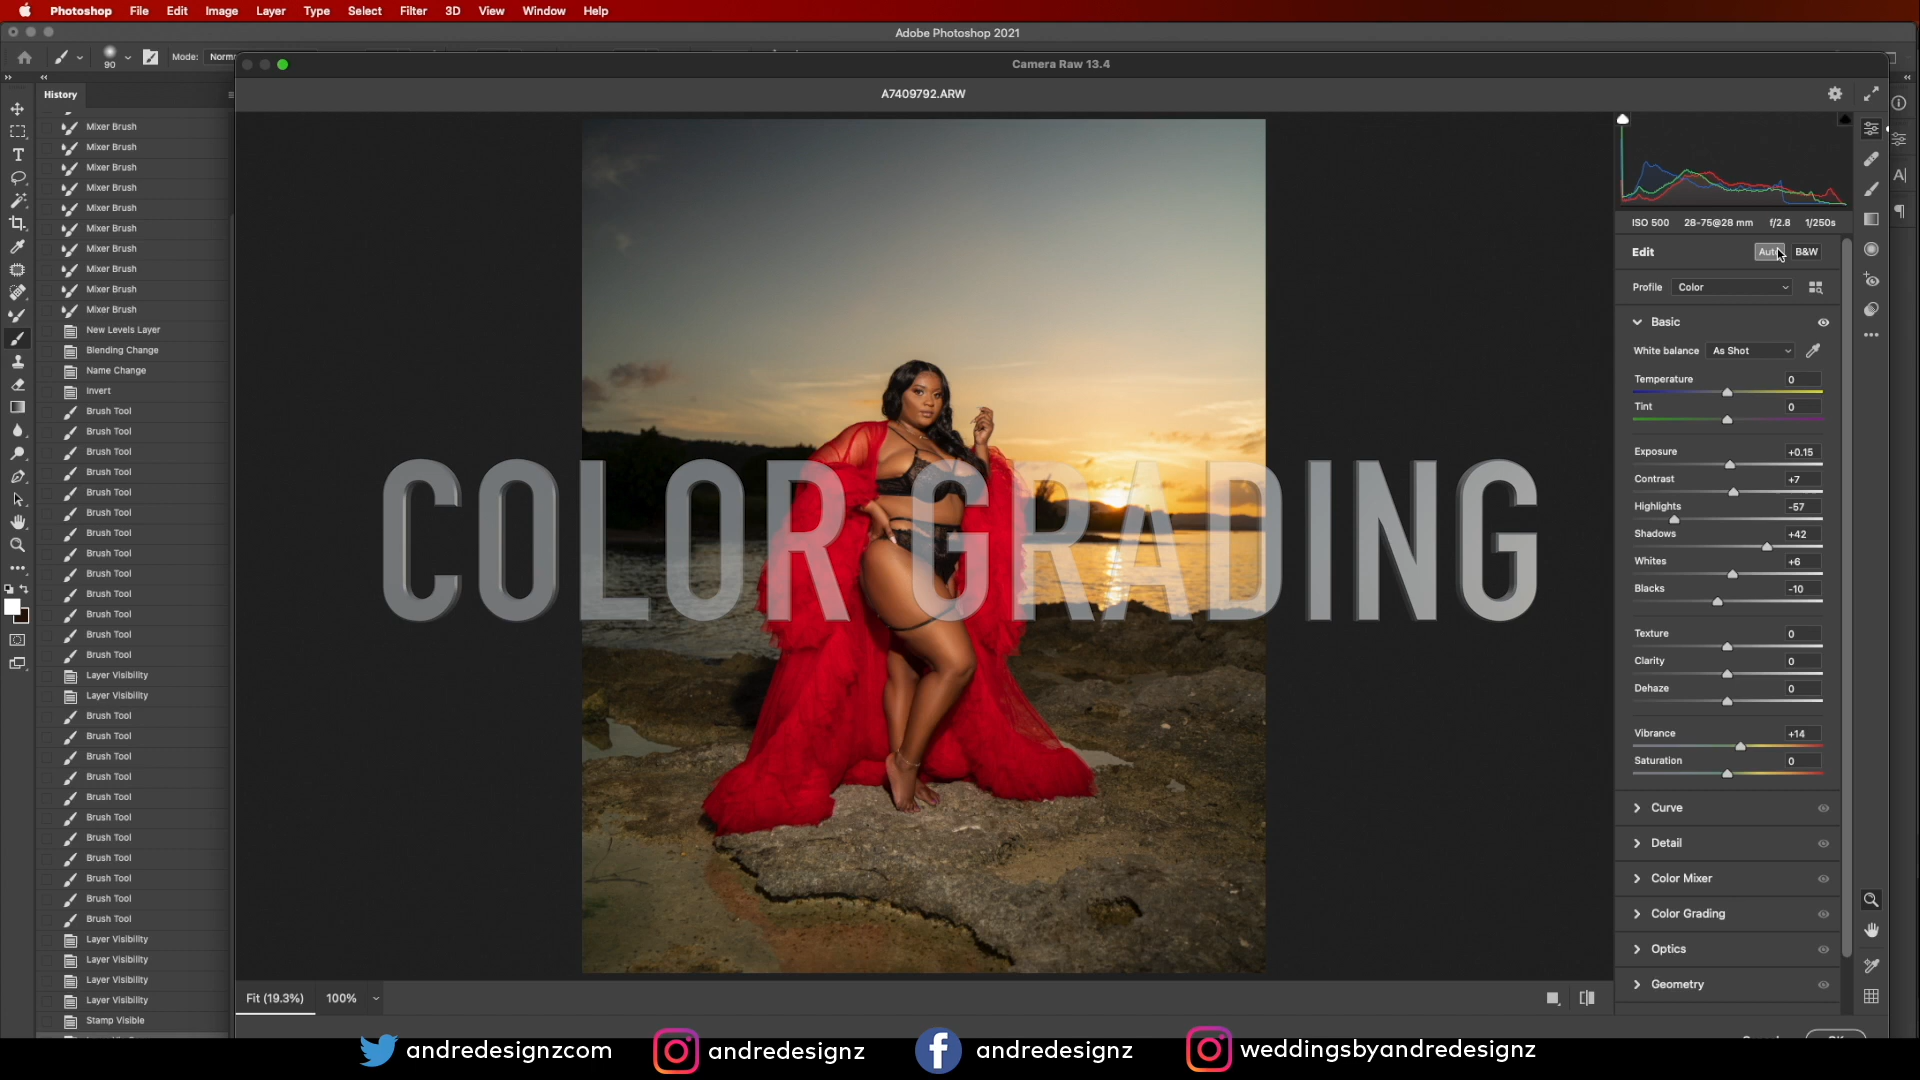 Photoshop File Edit Image Layer Type Select Filter 3D View Window Help
Adobe Photoshop 2021
90 Mode:
Camera Raw 13.4
A7409792.ARW
History
Mixer Brush
Mixer Brush
Mixer Brush
Mixer Brush
Mixer Brush
Mixer Brush
Mixer Brush
Mixer Brush
Mixer Brush
Mixer Brush
New Levels Layer
Blending Change
Name Change
Invert
Brush Tool
Brush Tool
Brush Tool
Brush Tool
Brush Tool
Brush Tool
Brush Tool
Brush Tool
Brush Tool
Brush Tool
Brush Tool
Brush Tool
Brush Tool
Layer Visibility
Layer Visibility
Brush Tool
Brush Tool
Brush Tool
Brush Tool
Brush Tool
Brush Tool
Brush Tool
Brush Tool
Brush Tool
Brush Tool
Brush Tool
Layer Visibility
Layer Visibility
Layer Visibility
Layer Visibility
Stamp Visible
COLOR GRADING
ISO 500 28-75@28 mm f/2.8 1/250s
Edit Auto B&W
Profile Color
Basic
White balance As Shot
Temperature 0
Tint 0
Exposure +0.15
Contrast +7
Highlights -57
Shadows +42
Whites +6
Blacks -10
Texture 0
Clarity 0
Dehaze 0
Vibrance +14
Saturation 0
Curve
Detail
Color Mixer
Color Grading
Optics
Geometry
Fit (19.3%) 100%
andredesignzcom andredesignz andredesignz weddingsbyandredesignz